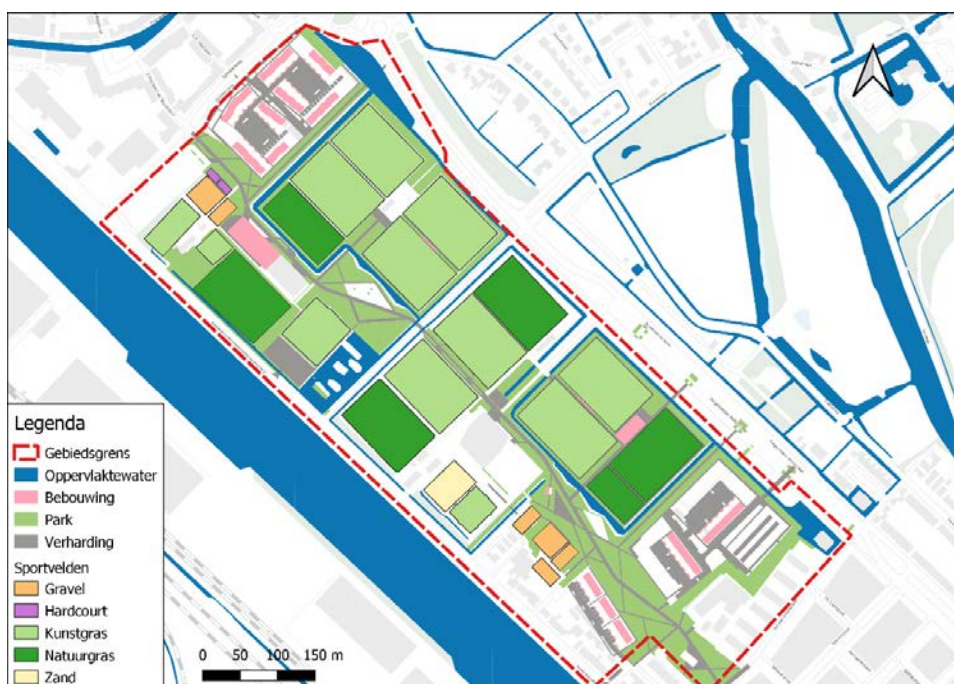 Legenda
Gebiedsgrens
Oppervlaktewater
Bebouwing
Park
Verharding
Sportvelden
Gravel
Hardcourt
Kunstgras
Natuurgras
Zand
0 50 100 150 m